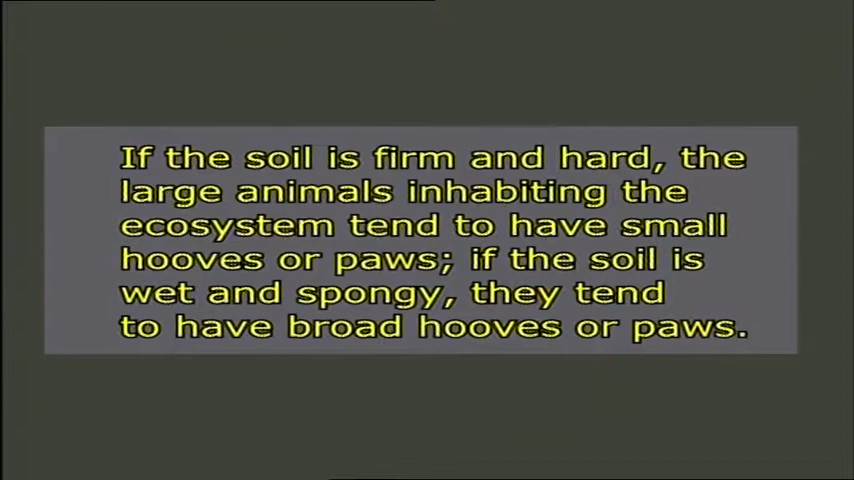 If the soil is firm and hard, the
large animals inhabiting the
ecosystem tend to have small
hooves or paws; if the soil is
wet and spongy, they tend
to have broad hooves or paws.